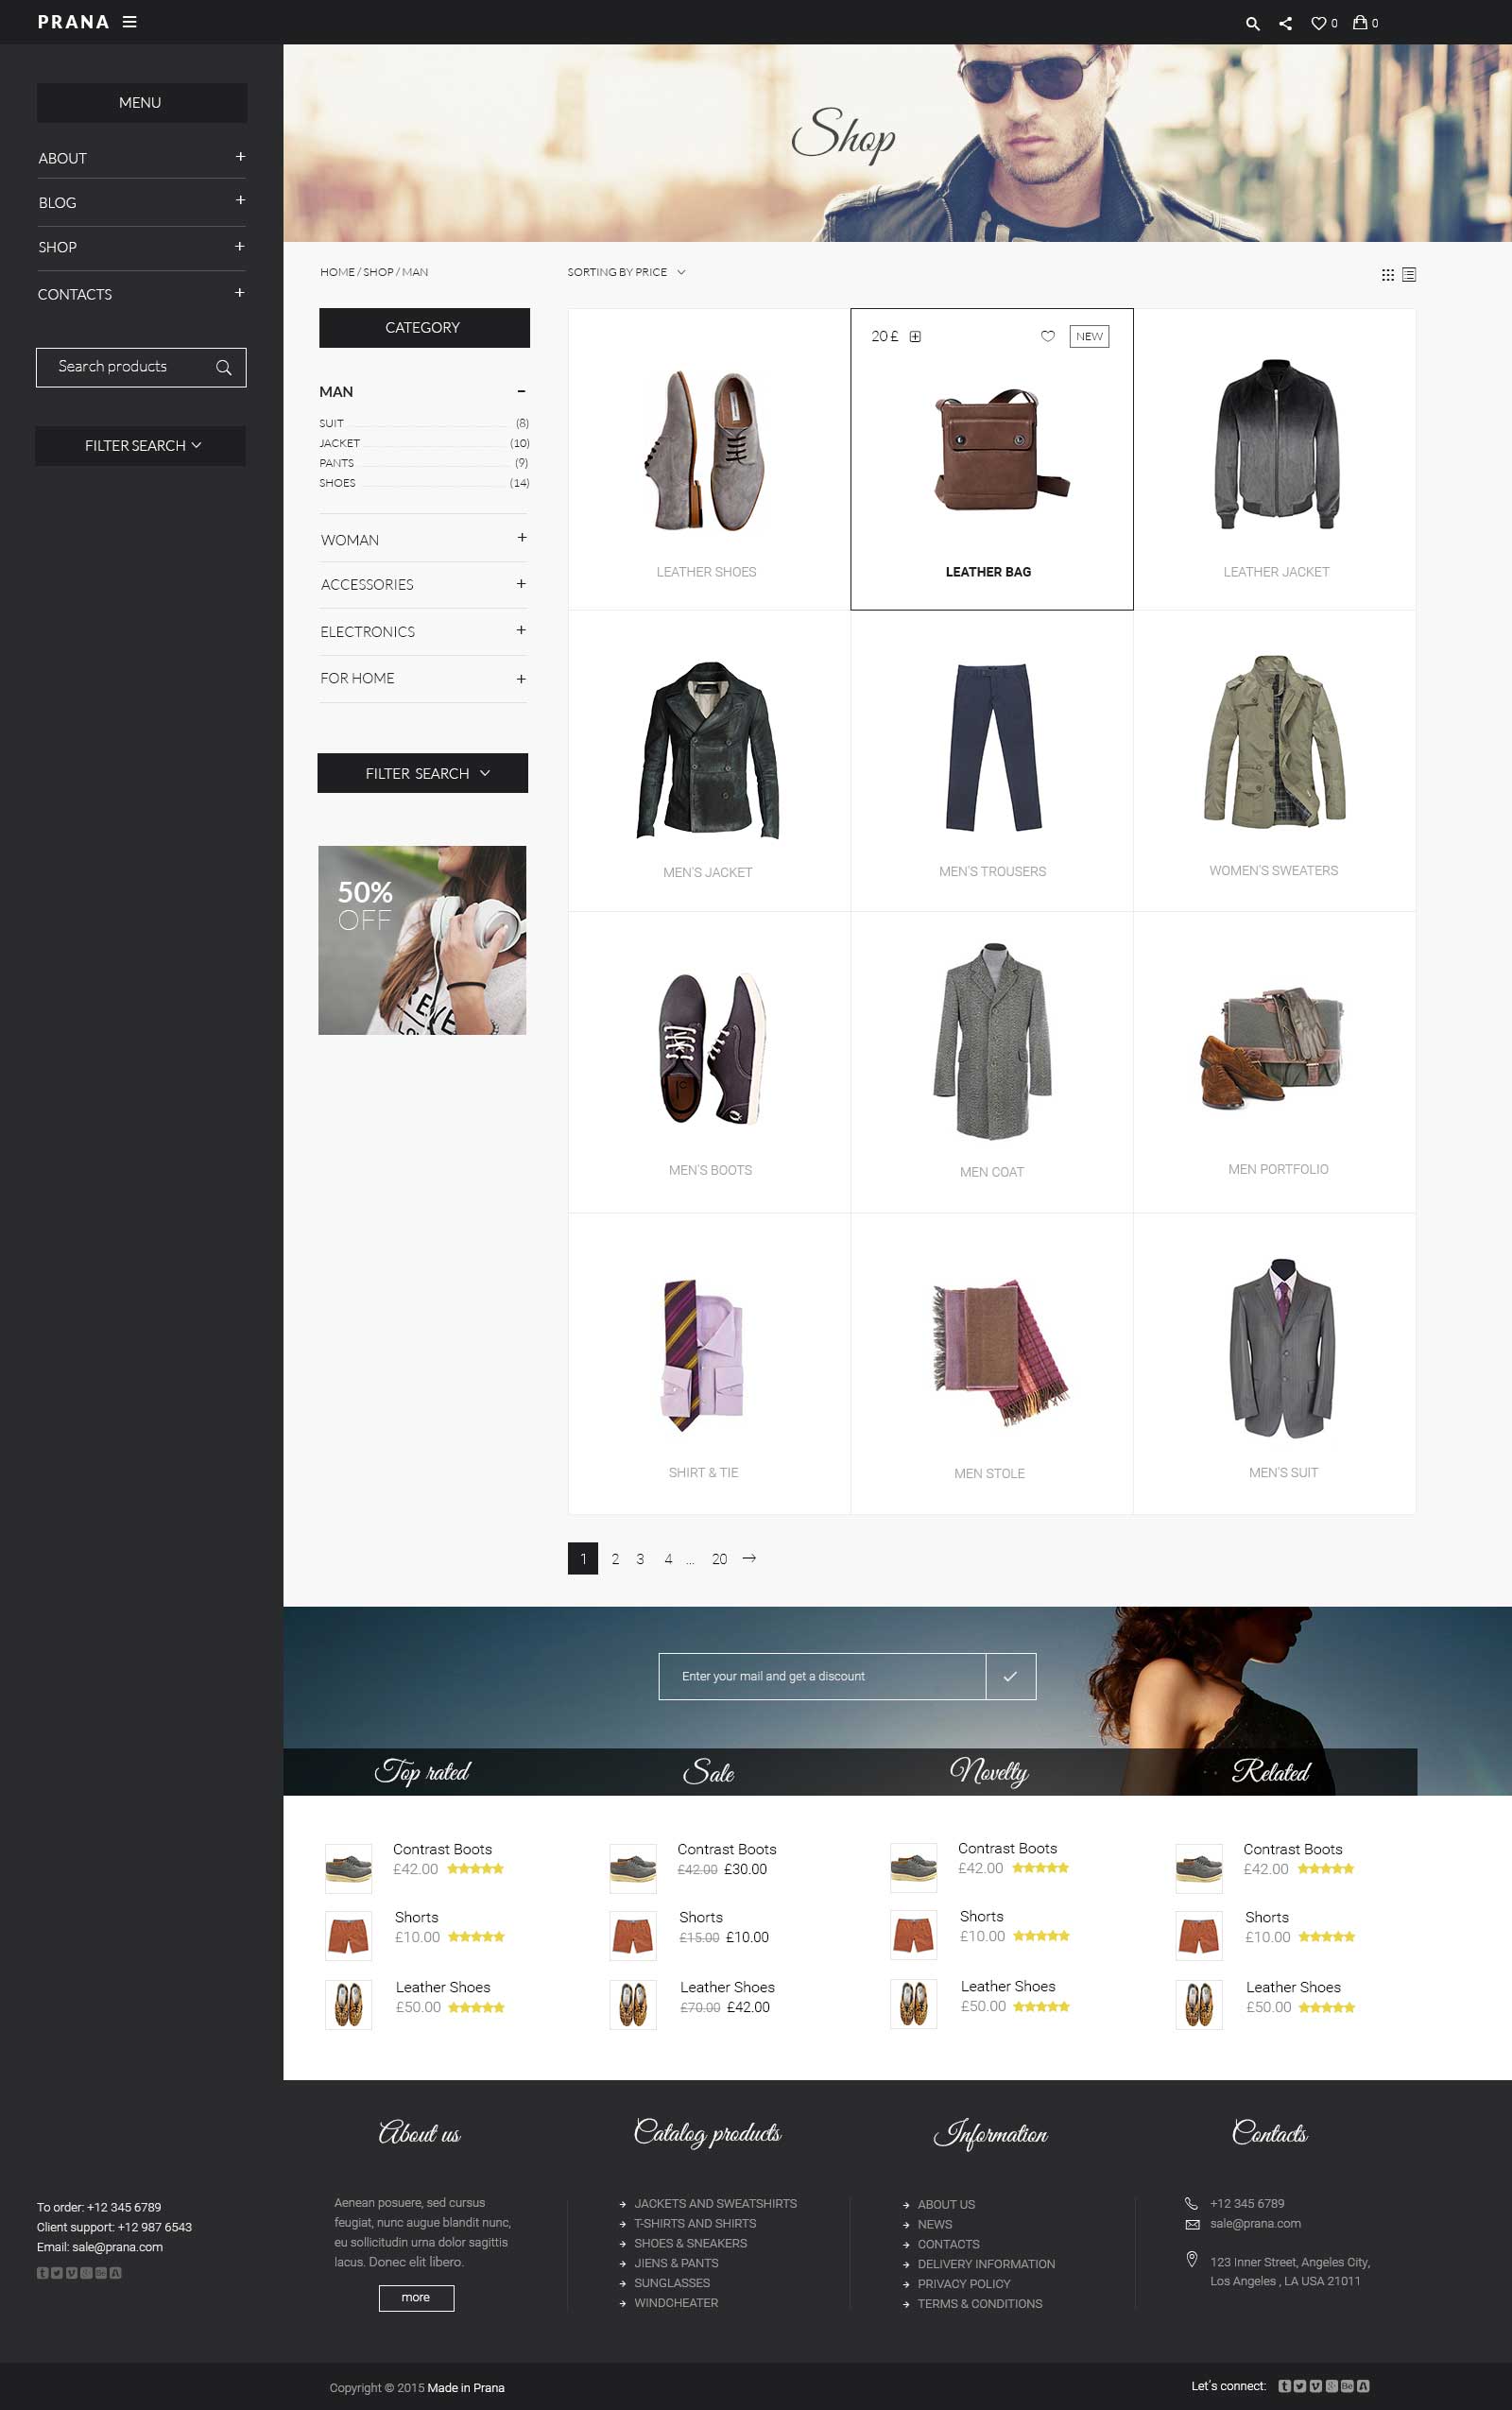 PRANA
0 0
MENU
ABOUT +
BLOG +
SHOP +
CONTACTS +
Search products
FILTER SEARCH
Shop
HOME / SHOP / MAN
SORTING BY PRICE
CATEGORY
MAN -
SUIT (8)
JACKET (10)
PANTS (9)
SHOES (14)
WOMAN +
ACCESSORIES +
ELECTRONICS +
FOR HOME +
FILTER SEARCH
50%
OFF
LEATHER SHOES
20 £ NEW
LEATHER BAG
LEATHER JACKET
MEN'S JACKET
MEN'S TROUSERS
WOMEN'S SWEATERS
MEN'S BOOTS
MEN COAT
MEN PORTFOLIO
SHIRT & TIE
MEN STOLE
MEN'S SUIT
1 2 3 4 ... 20 →
Enter your mail and get a discount
Top rated
Sale
Novelty
Related
Contrast Boots
£42.00
Shorts
£10.00
Leather Shoes
£50.00
Contrast Boots
£42.00 £30.00
Shorts
£15.00 £10.00
Leather Shoes
£70.00 £42.00
Contrast Boots
£42.00
Shorts
£10.00
Leather Shoes
£50.00
Contrast Boots
£42.00
Shorts
£10.00
Leather Shoes
£50.00
To order: +12 345 6789
Client support: +12 987 6543
Email: sale@prana.com
About us
Aenean posuere, sed cursus
feugiat, nunc augue blandit nunc,
eu sollicitudin urna dolor sagittis
lacus. Donec elit libero.
more
Catalog products
JACKETS AND SWEATSHIRTS
T-SHIRTS AND SHIRTS
SHOES & SNEAKERS
JIENS & PANTS
SUNGLASSES
WINDCHEATER
Information
ABOUT US
NEWS
CONTACTS
DELIVERY INFORMATION
PRIVACY POLICY
TERMS & CONDITIONS
Contacts
+12 345 6789
sale@prana.com
123 Inner Street, Angeles City,
Los Angeles , LA USA 21011
Copyright © 2015 Made in Prana
Let's connect: